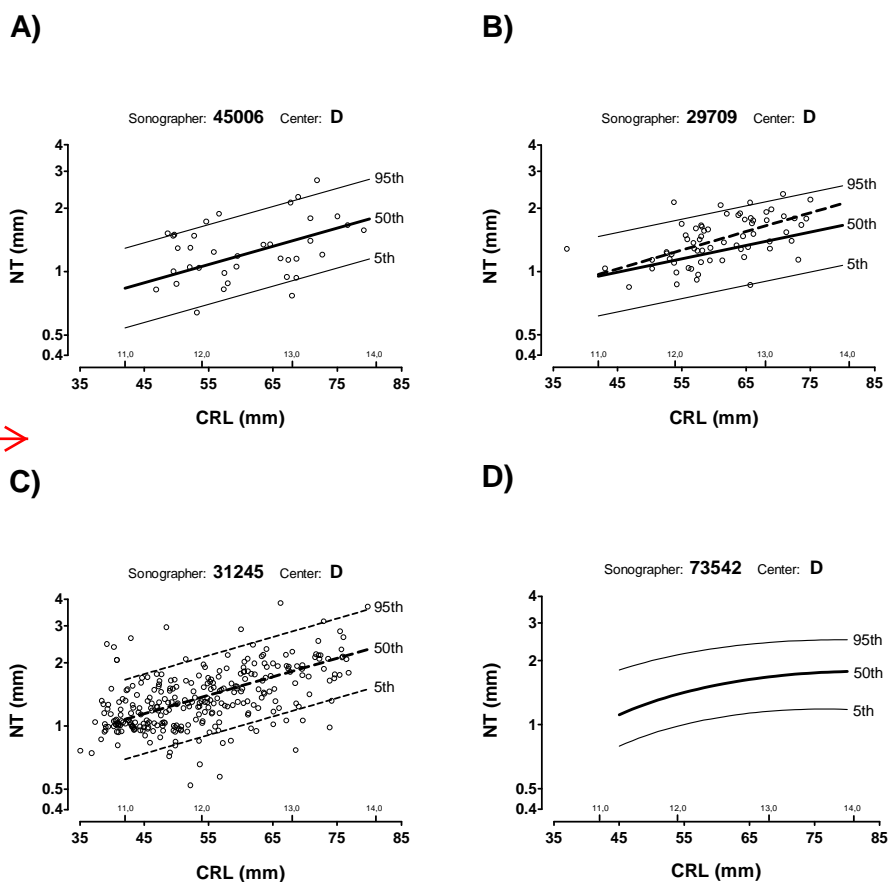 A)
Sonographer: 45006 Center: D
NT (mm)
4
3
2
1
0.5
0.4
95th
50th
5th
11,0 12,0 13,0 14,0
35 45 55 65 75 85
CRL (mm)
B)
Sonographer: 29709 Center: D
NT (mm)
4
3
2
1
0.5
0.4
95th
50th
5th
11,0 12,0 13,0 14,0
35 45 55 65 75 85
CRL (mm)
C)
Sonographer: 31245 Center: D
NT (mm)
4
3
2
1
0.5
0.4
95th
50th
5th
11,0 12,0 13,0 14,0
35 45 55 65 75 85
CRL (mm)
D)
Sonographer: 73542 Center: D
NT (mm)
4
3
2
1
0.5
0.4
95th
50th
5th
11,0 12,0 13,0 14,0
35 45 55 65 75 85
CRL (mm)